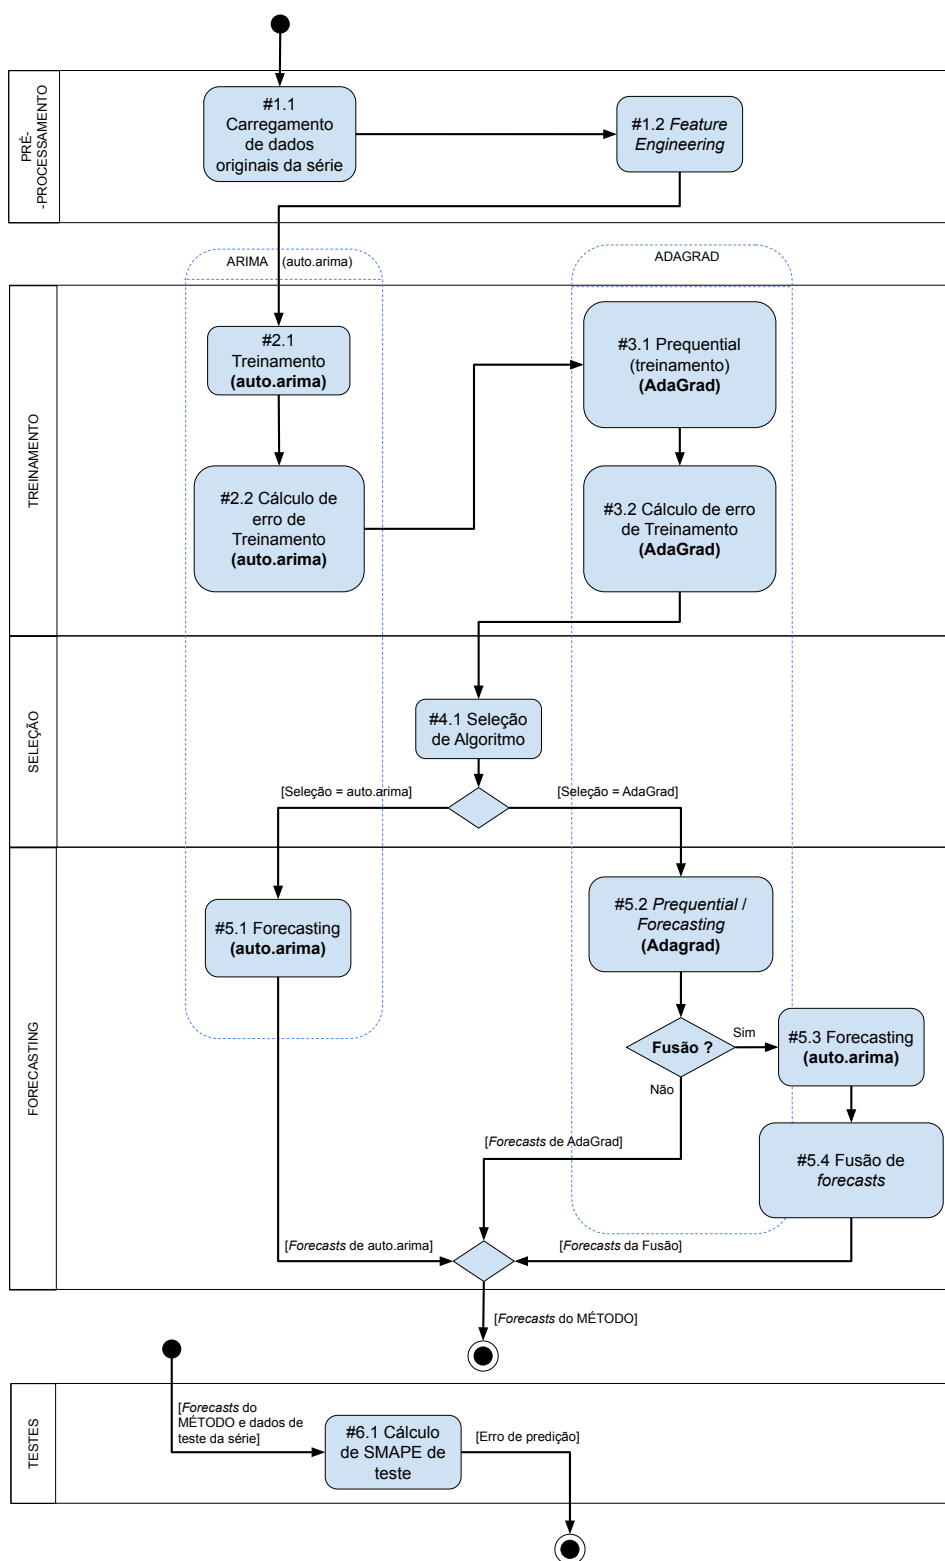 PRÉ-
-PROCESSAMENTO
#1.1
Carregamento
de dados
originais da série
#1.2 Feature
Engineering
ARIMA (auto.arima)
ADAGRAD
TREINAMENTO
#2.1
Treinamento
(auto.arima)
#3.1 Prequential
(treinamento)
(AdaGrad)
#2.2 Cálculo de
erro de
Treinamento
(auto.arima)
#3.2 Cálculo de erro
de Treinamento
(AdaGrad)
SELEÇÃO
#4.1 Seleção
de Algoritmo
[Seleção = auto.arima]
[Seleção = AdaGrad]
FORECASTING
#5.1 Forecasting
(auto.arima)
#5.2 Prequential /
Forecasting
(Adagrad)
Fusão ?
Sim
Não
#5.3 Forecasting
(auto.arima)
#5.4 Fusão de
forecasts
[Forecasts de AdaGrad]
[Forecasts de auto.arima]
[Forecasts da Fusão]
[Forecasts do MÉTODO]
TESTES
[Forecasts do
MÉTODO e dados de
teste da série]
#6.1 Cálculo
de SMAPE de
teste
[Erro de predição]